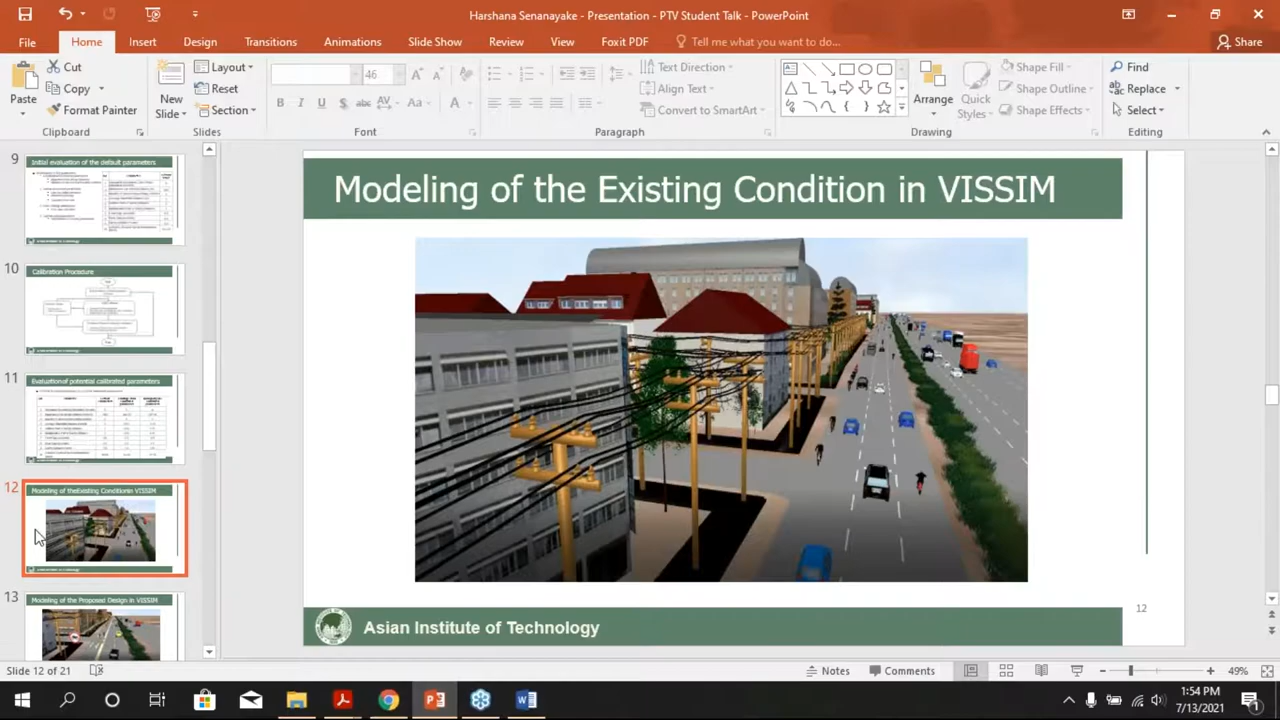 Harshana Senanayake - Presentation - PTV Student Talk - PowerPoint
File Home Insert Design Transitions Animations Slide Show Review View Foxit PDF Tell me what you want to do... Share
Paste
Cut
Copy
Format Painter
Clipboard
New Slide
Layout
Reset
Section
Slides
46
B I U S abc AV Aa A
Font
Text Direction
Align Text
Convert to SmartArt
Paragraph
Arrange
Quick Styles
Shape Fill
Shape Outline
Shape Effects
Drawing
Find
Replace
Select
Editing
9
Initial evaluation of the default parameters
10
Calibration Procedure
11
Evaluation of potential calibrated parameters
12
Modeling of the Existing Condition in VISSIM
13
Modeling of the Proposed Design in VISSIM
Modeling of the Existing Condition in VISSIM
12
Asian Institute of Technology
Slide 12 of 21
Notes
Comments
49%
1:54 PM
7/13/2021